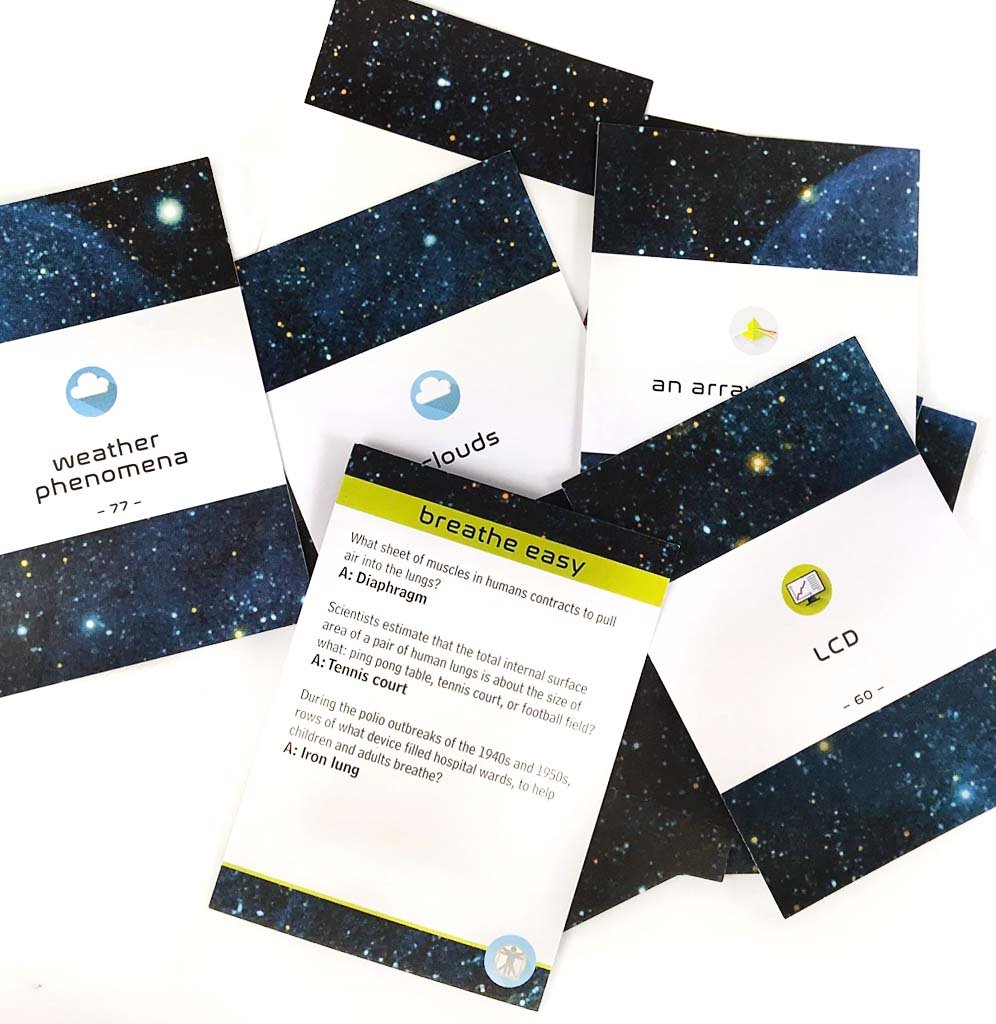 weather
phenomena
- 77 -
clouds
an array
LCD
- 60 -
breathe easy
What sheet of muscles in humans contracts to pull
air into the lungs?
A: Diaphragm
Scientists estimate that the total internal surface
area of a pair of human lungs is about the size of
what: ping pong table, tennis court, or football field?
A: Tennis court
During the polio outbreaks of the 1940s and 1950s,
rows of what device filled hospital wards, to help
children and adults breathe?
A: Iron lung